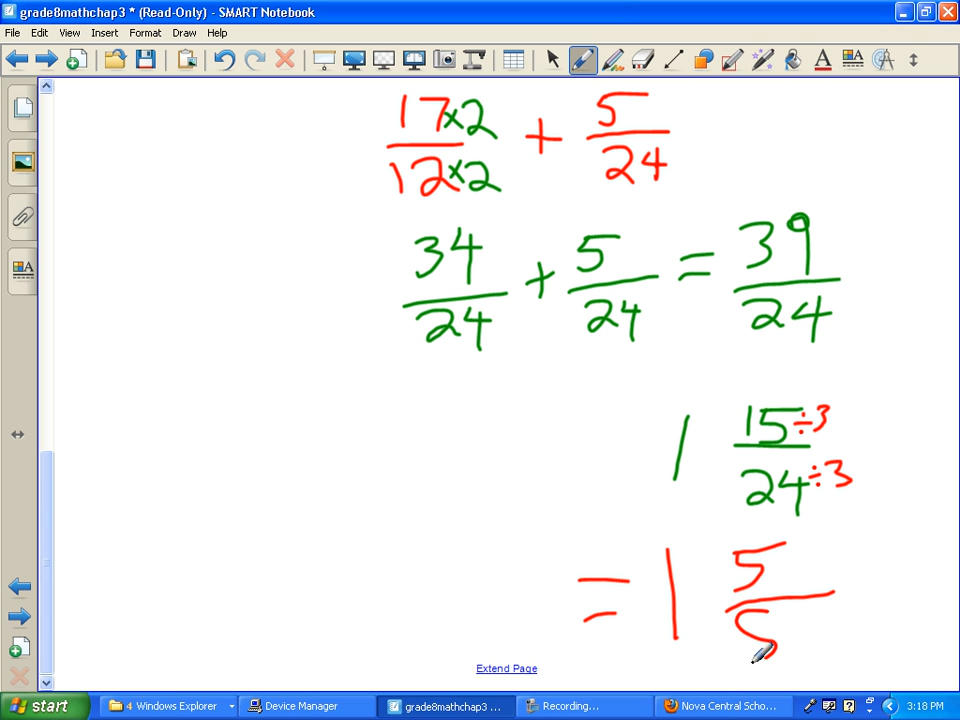 grade8mathchap3 * (Read-Only) - SMART Notebook
File Edit View Insert Format Draw Help
17×2 / 12×2 + 5 / 24
34 / 24 + 5 / 24 = 39 / 24
1 15÷3 / 24÷3
= 1 5 /
Extend Page
start 4 Windows Explorer Device Manager grade8mathchap3 ... Recording... Nova Central Scho... 3:18 PM